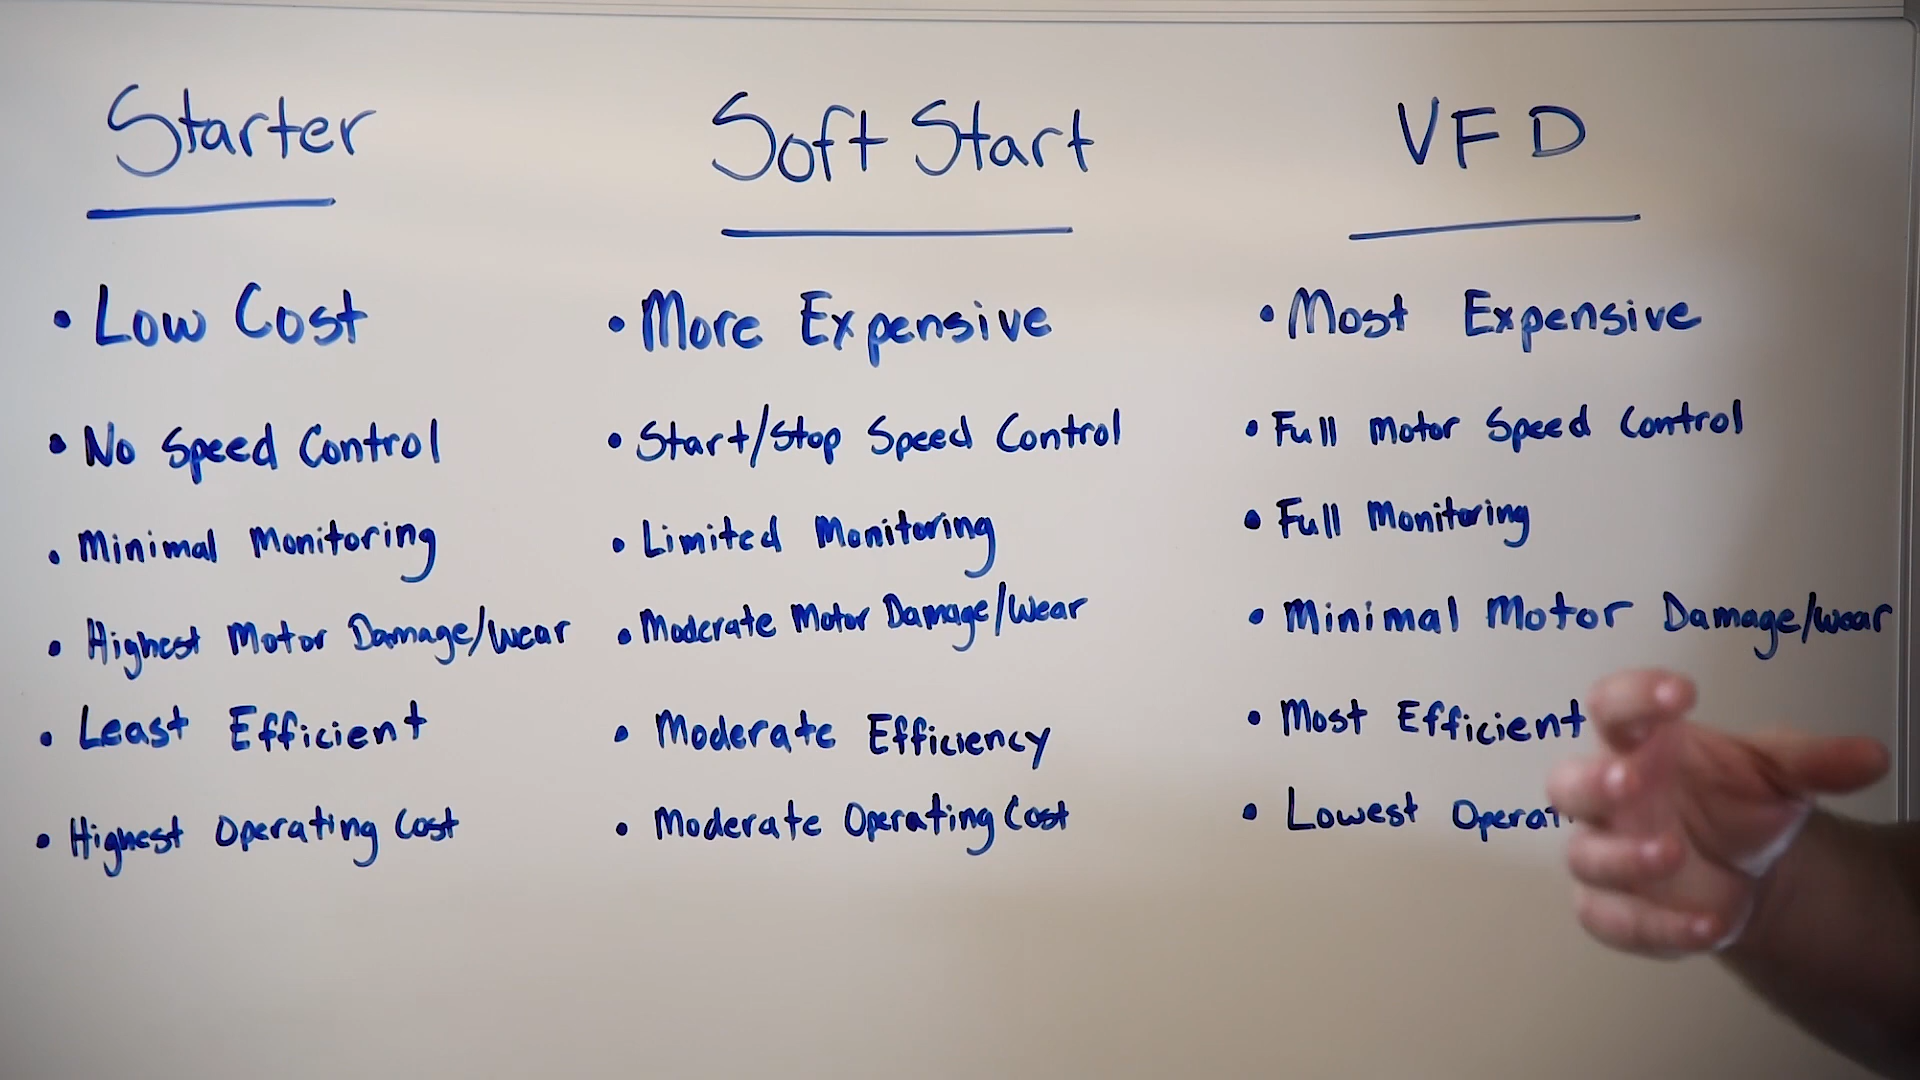 Starter
• Low Cost
• No Speed Control
• Minimal Monitoring
• Highest Motor Damage/Wear
• Least Efficient
• Highest Operating Cost
Soft Start
• More Expensive
• Start/Stop Speed Control
• Limited Monitoring
• Moderate Motor Damage/Wear
• Moderate Efficiency
• Moderate Operating Cost
VFD
• Most Expensive
• Full Motor Speed Control
• Full Monitoring
• Minimal Motor Damage/Wear
• Most Efficient
• Lowest